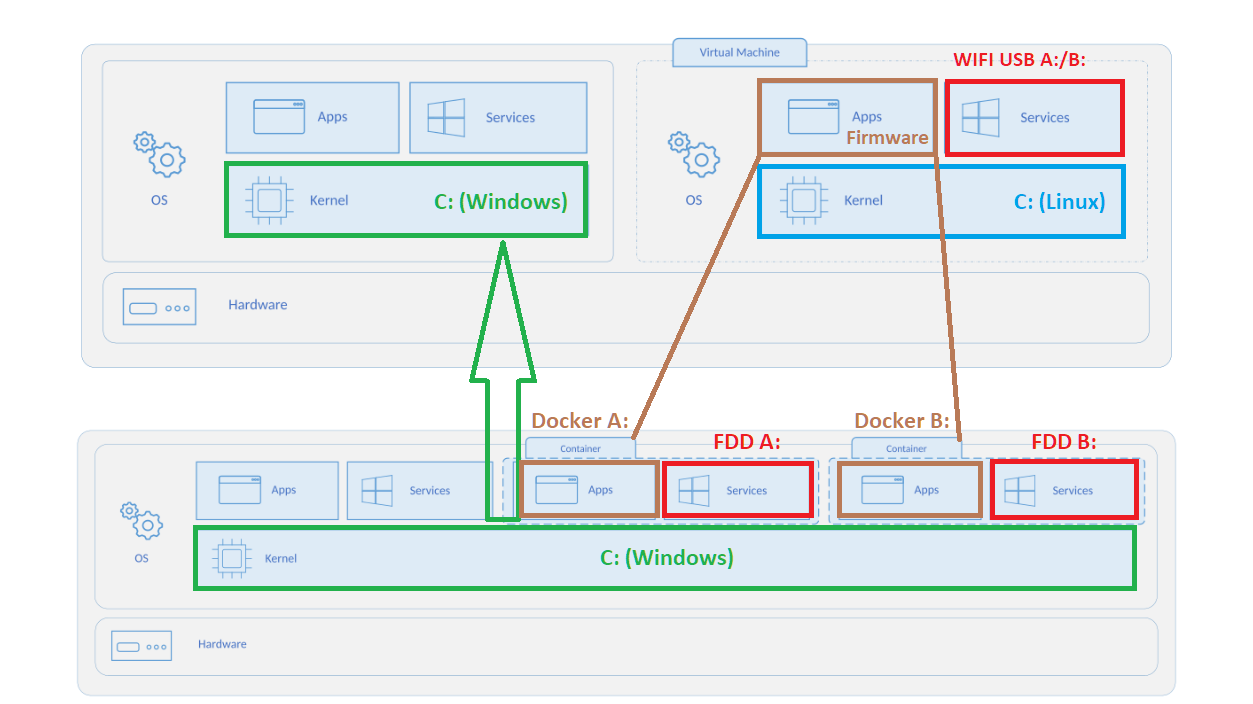 Virtual Machine
WIFI USB A:/B:
Apps
Services
Apps
Firmware
Services
OS
Kernel
C: (Windows)
OS
Kernel
C: (Linux)
Hardware
Docker A:
Docker B:
Container
FDD A:
Container
FDD B:
Apps
Services
Apps
Services
Apps
Services
OS
Kernel
C: (Windows)
Hardware